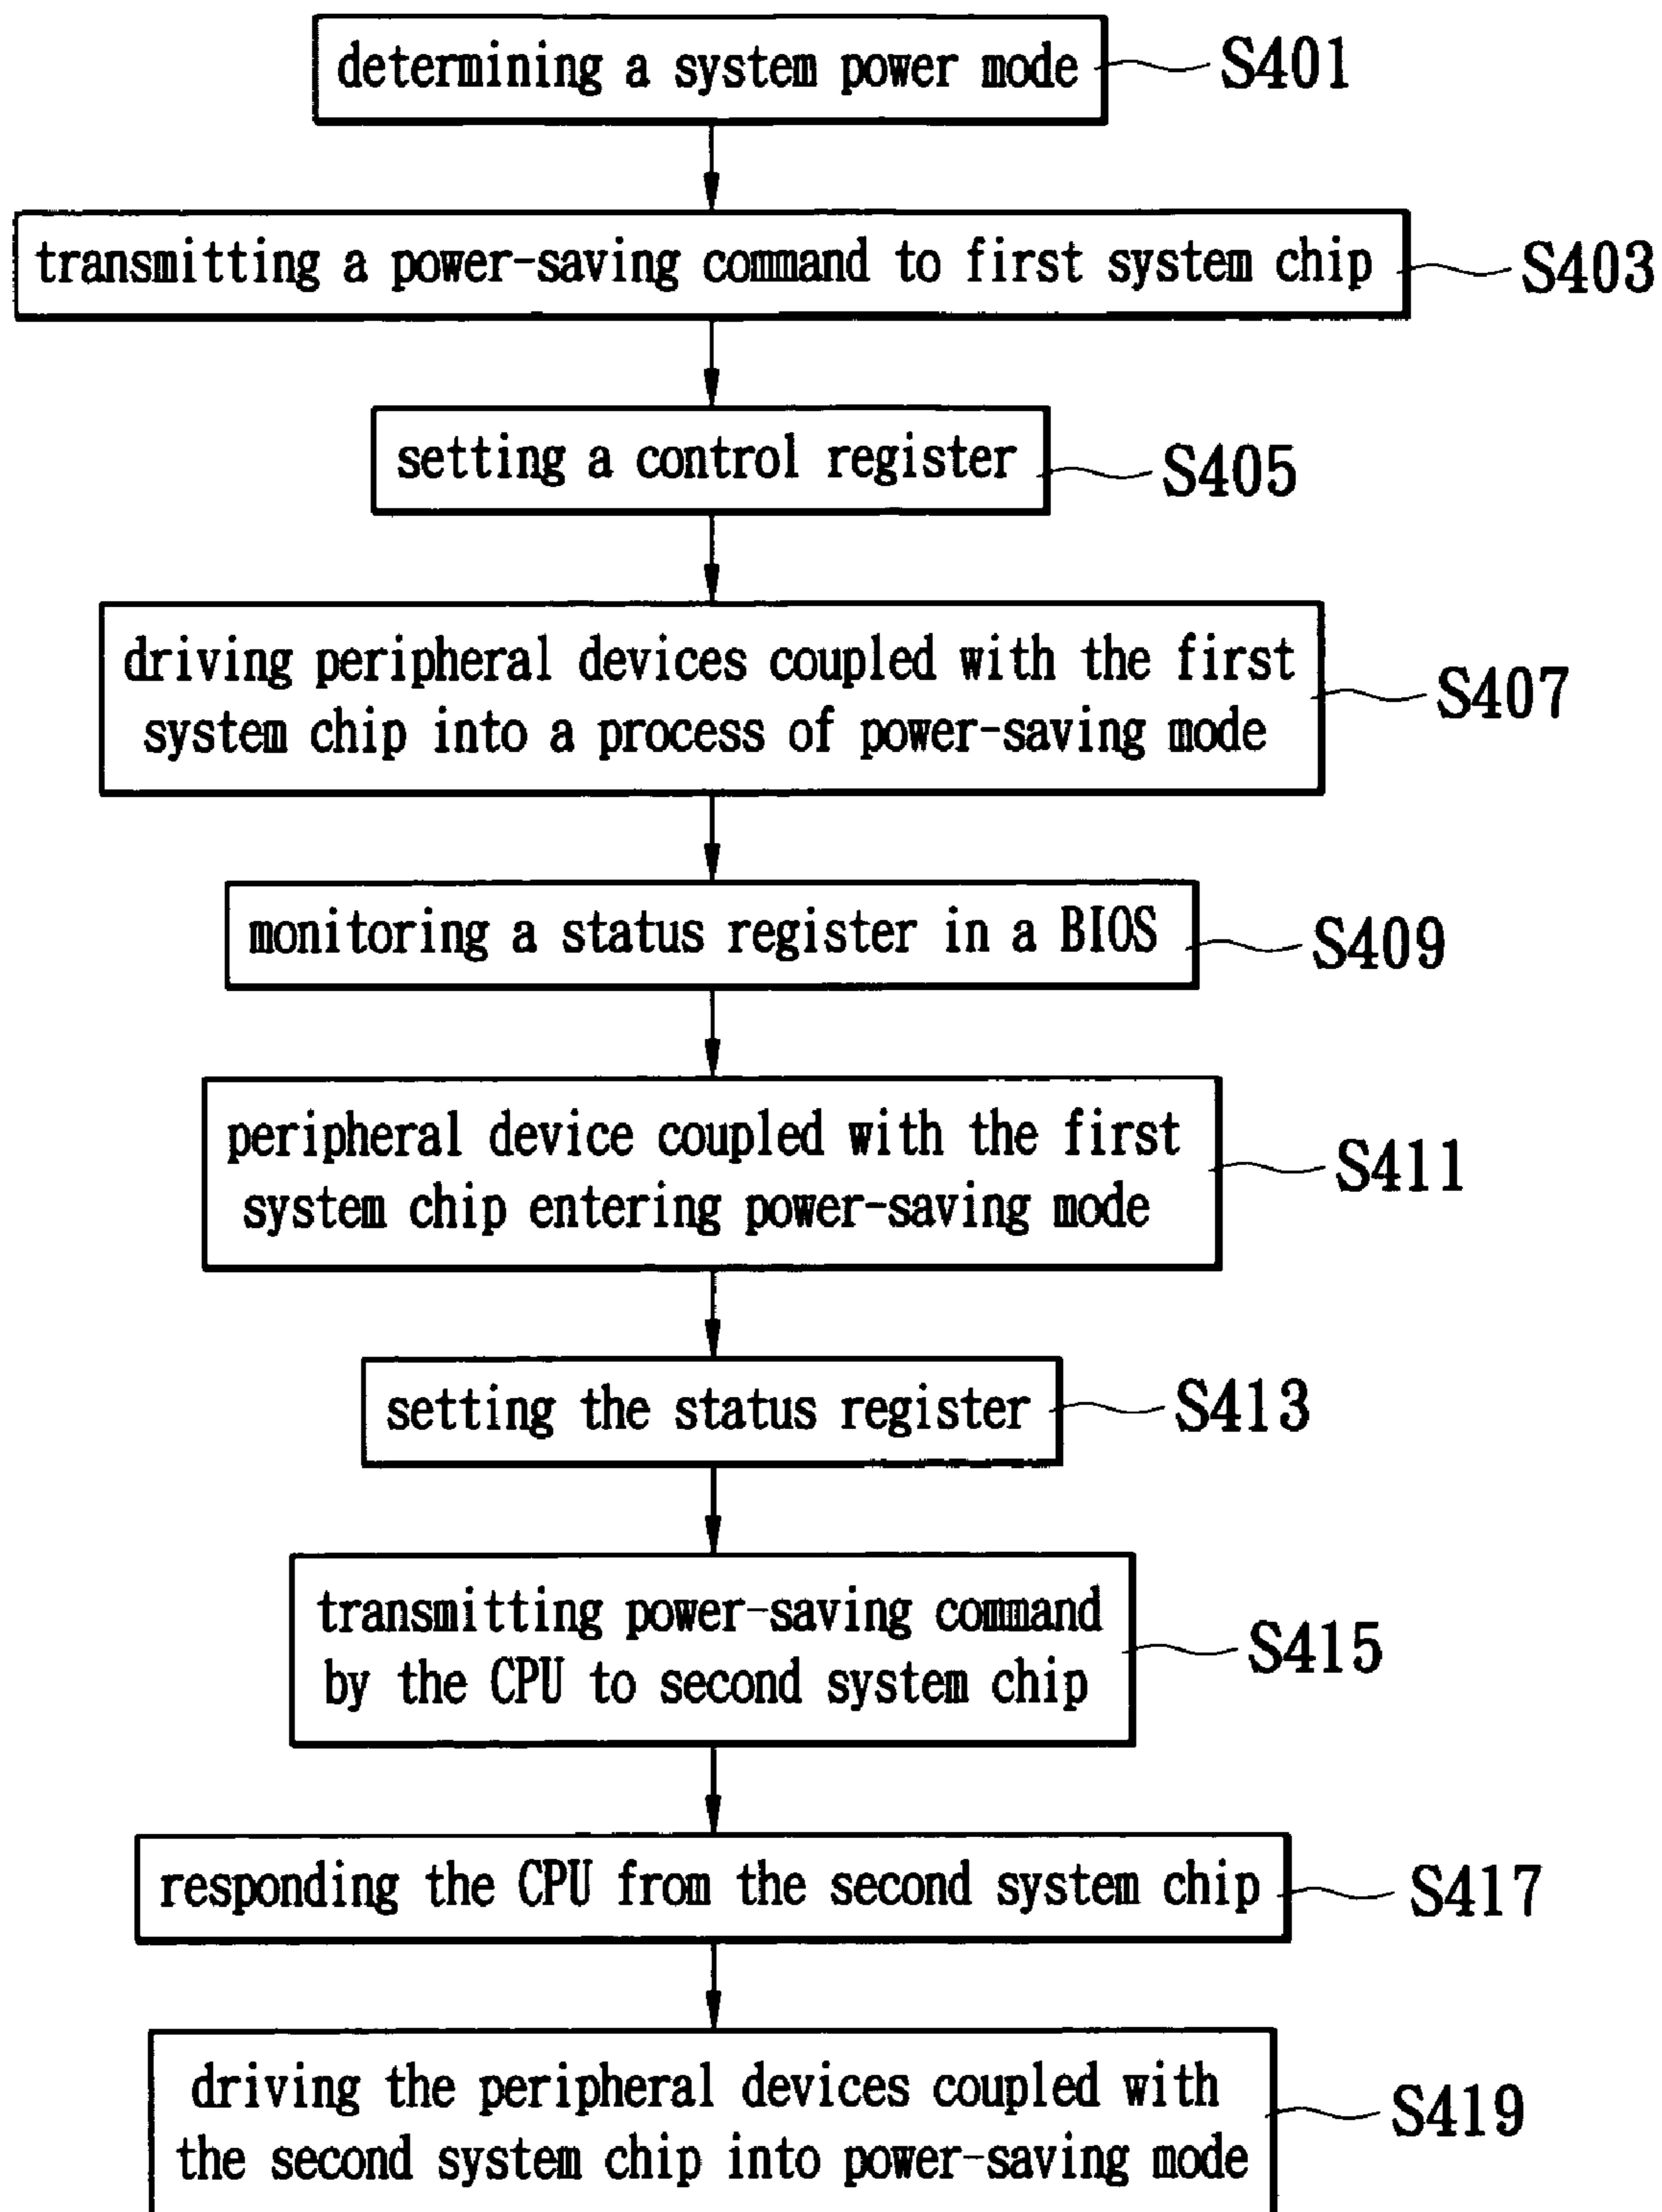 determining a system power mode
S401
transmitting a power-saving command to first system chip
S403
setting a control register
S405
driving peripheral devices coupled with the first
system chip into a process of power-saving mode
S407
monitoring a status register in a BIOS
S409
peripheral device coupled with the first
system chip entering power-saving mode
S411
setting the status register
S413
transmitting power-saving command
by the CPU to second system chip
S415
responding the CPU from the second system chip
S417
driving the peripheral devices coupled with
the second system chip into power-saving mode
S419